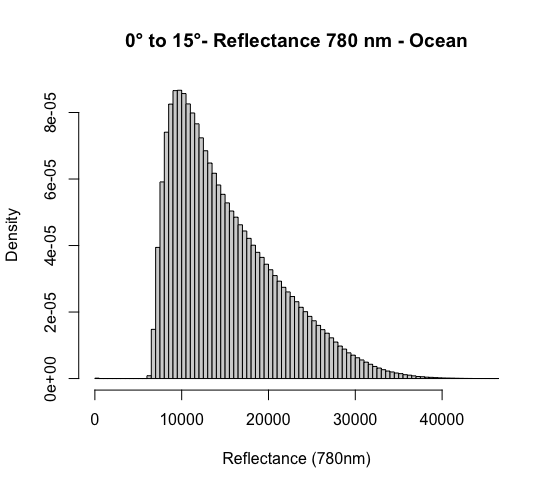 0° to 15°- Reflectance 780 nm - Ocean
Density
8e-05
6e-05
4e-05
2e-05
0e+00
0 10000 20000 30000 40000
Reflectance (780nm)